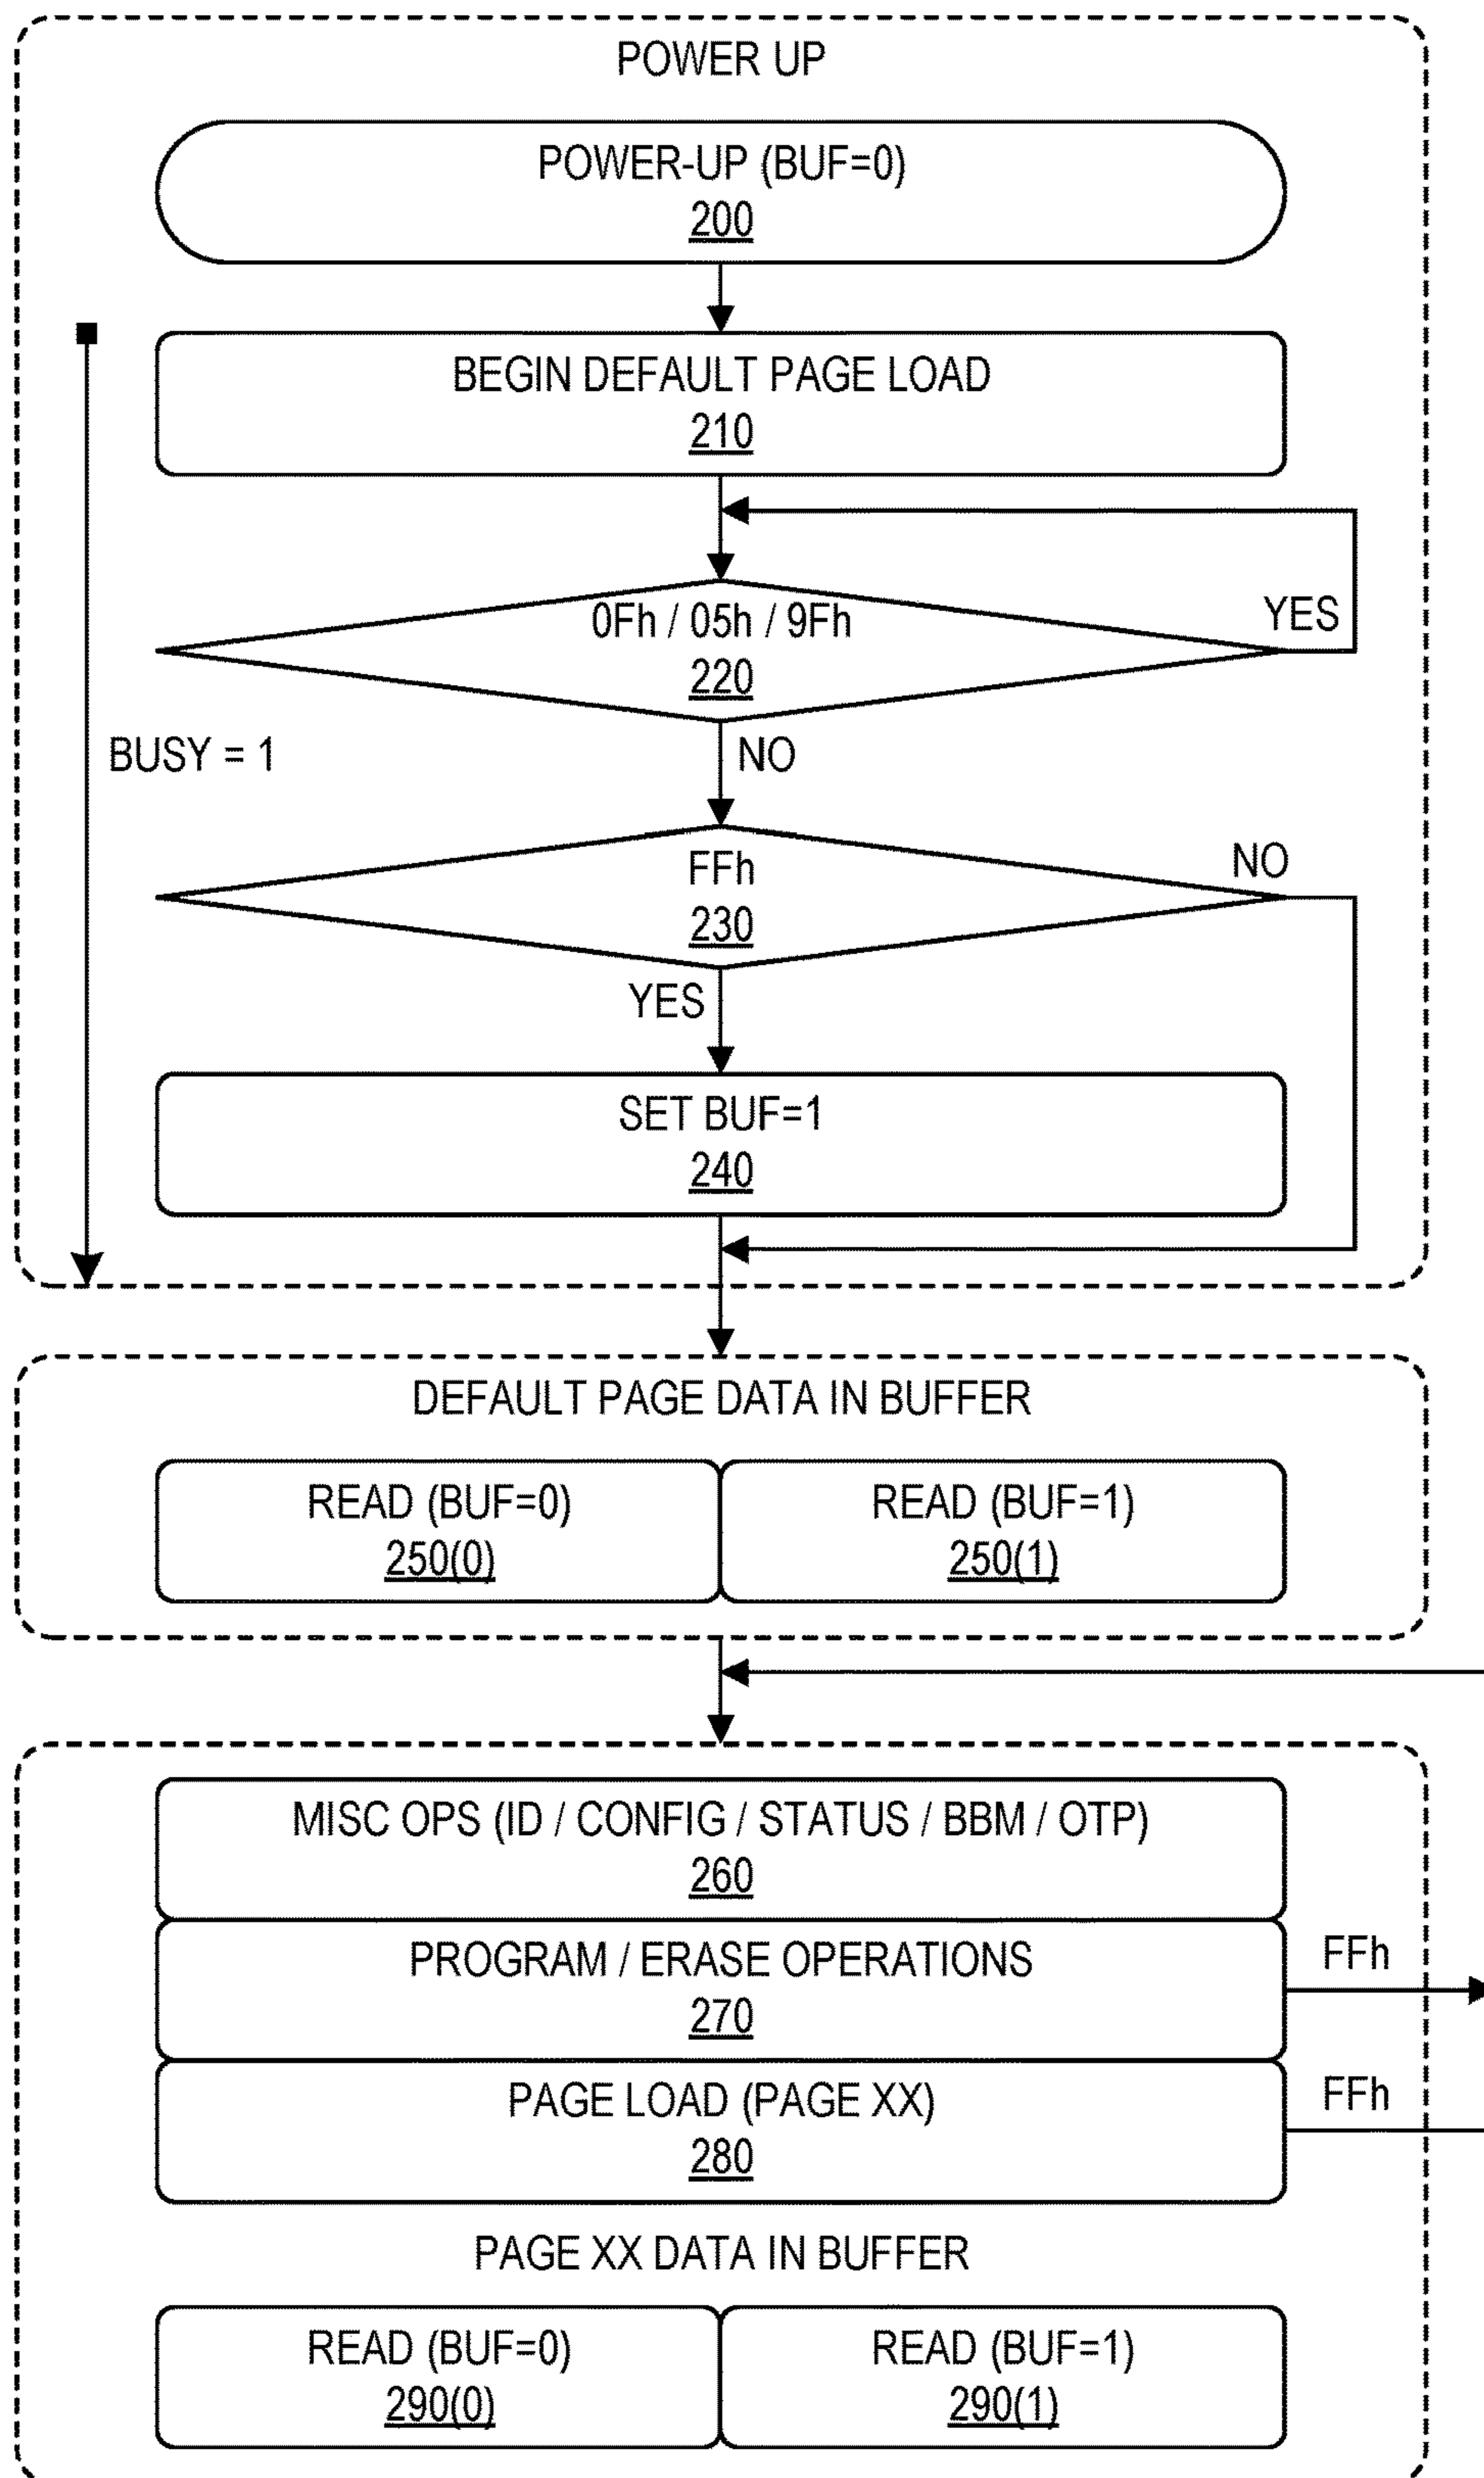 POWER UP
POWER-UP (BUF=0)
200
BEGIN DEFAULT PAGE LOAD
210
0Fh / 05h / 9Fh
220
YES
BUSY = 1
NO
FFh
230
NO
YES
SET BUF=1
240
DEFAULT PAGE DATA IN BUFFER
READ (BUF=0)
250(0)
READ (BUF=1)
250(1)
MISC OPS (ID / CONFIG / STATUS / BBM / OTP)
260
PROGRAM / ERASE OPERATIONS
270
FFh
PAGE LOAD (PAGE XX)
280
FFh
PAGE XX DATA IN BUFFER
READ (BUF=0)
290(0)
READ (BUF=1)
290(1)